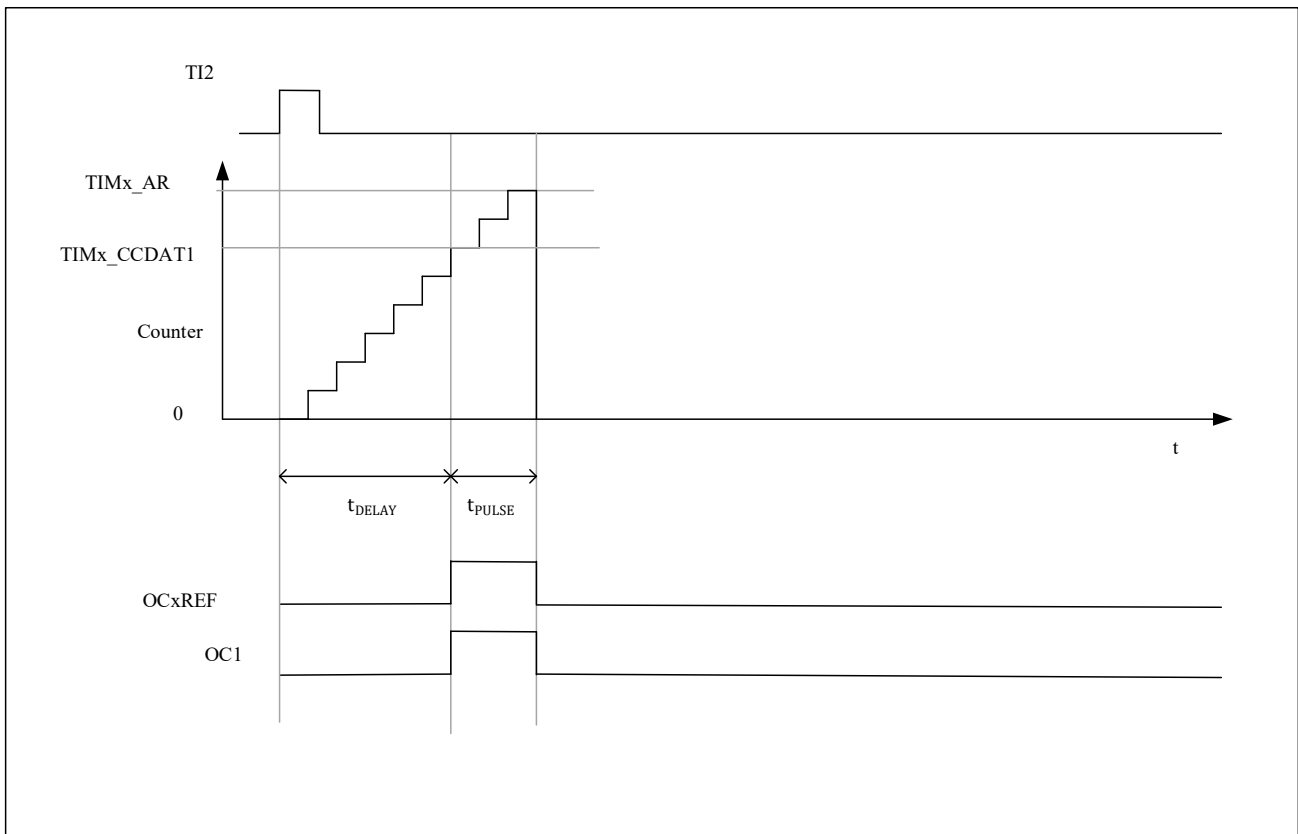 TI2
TIMx_AR
TIMx_CCDAT1
Counter
0
t
tDELAY
tPULSE
OCxREF
OC1